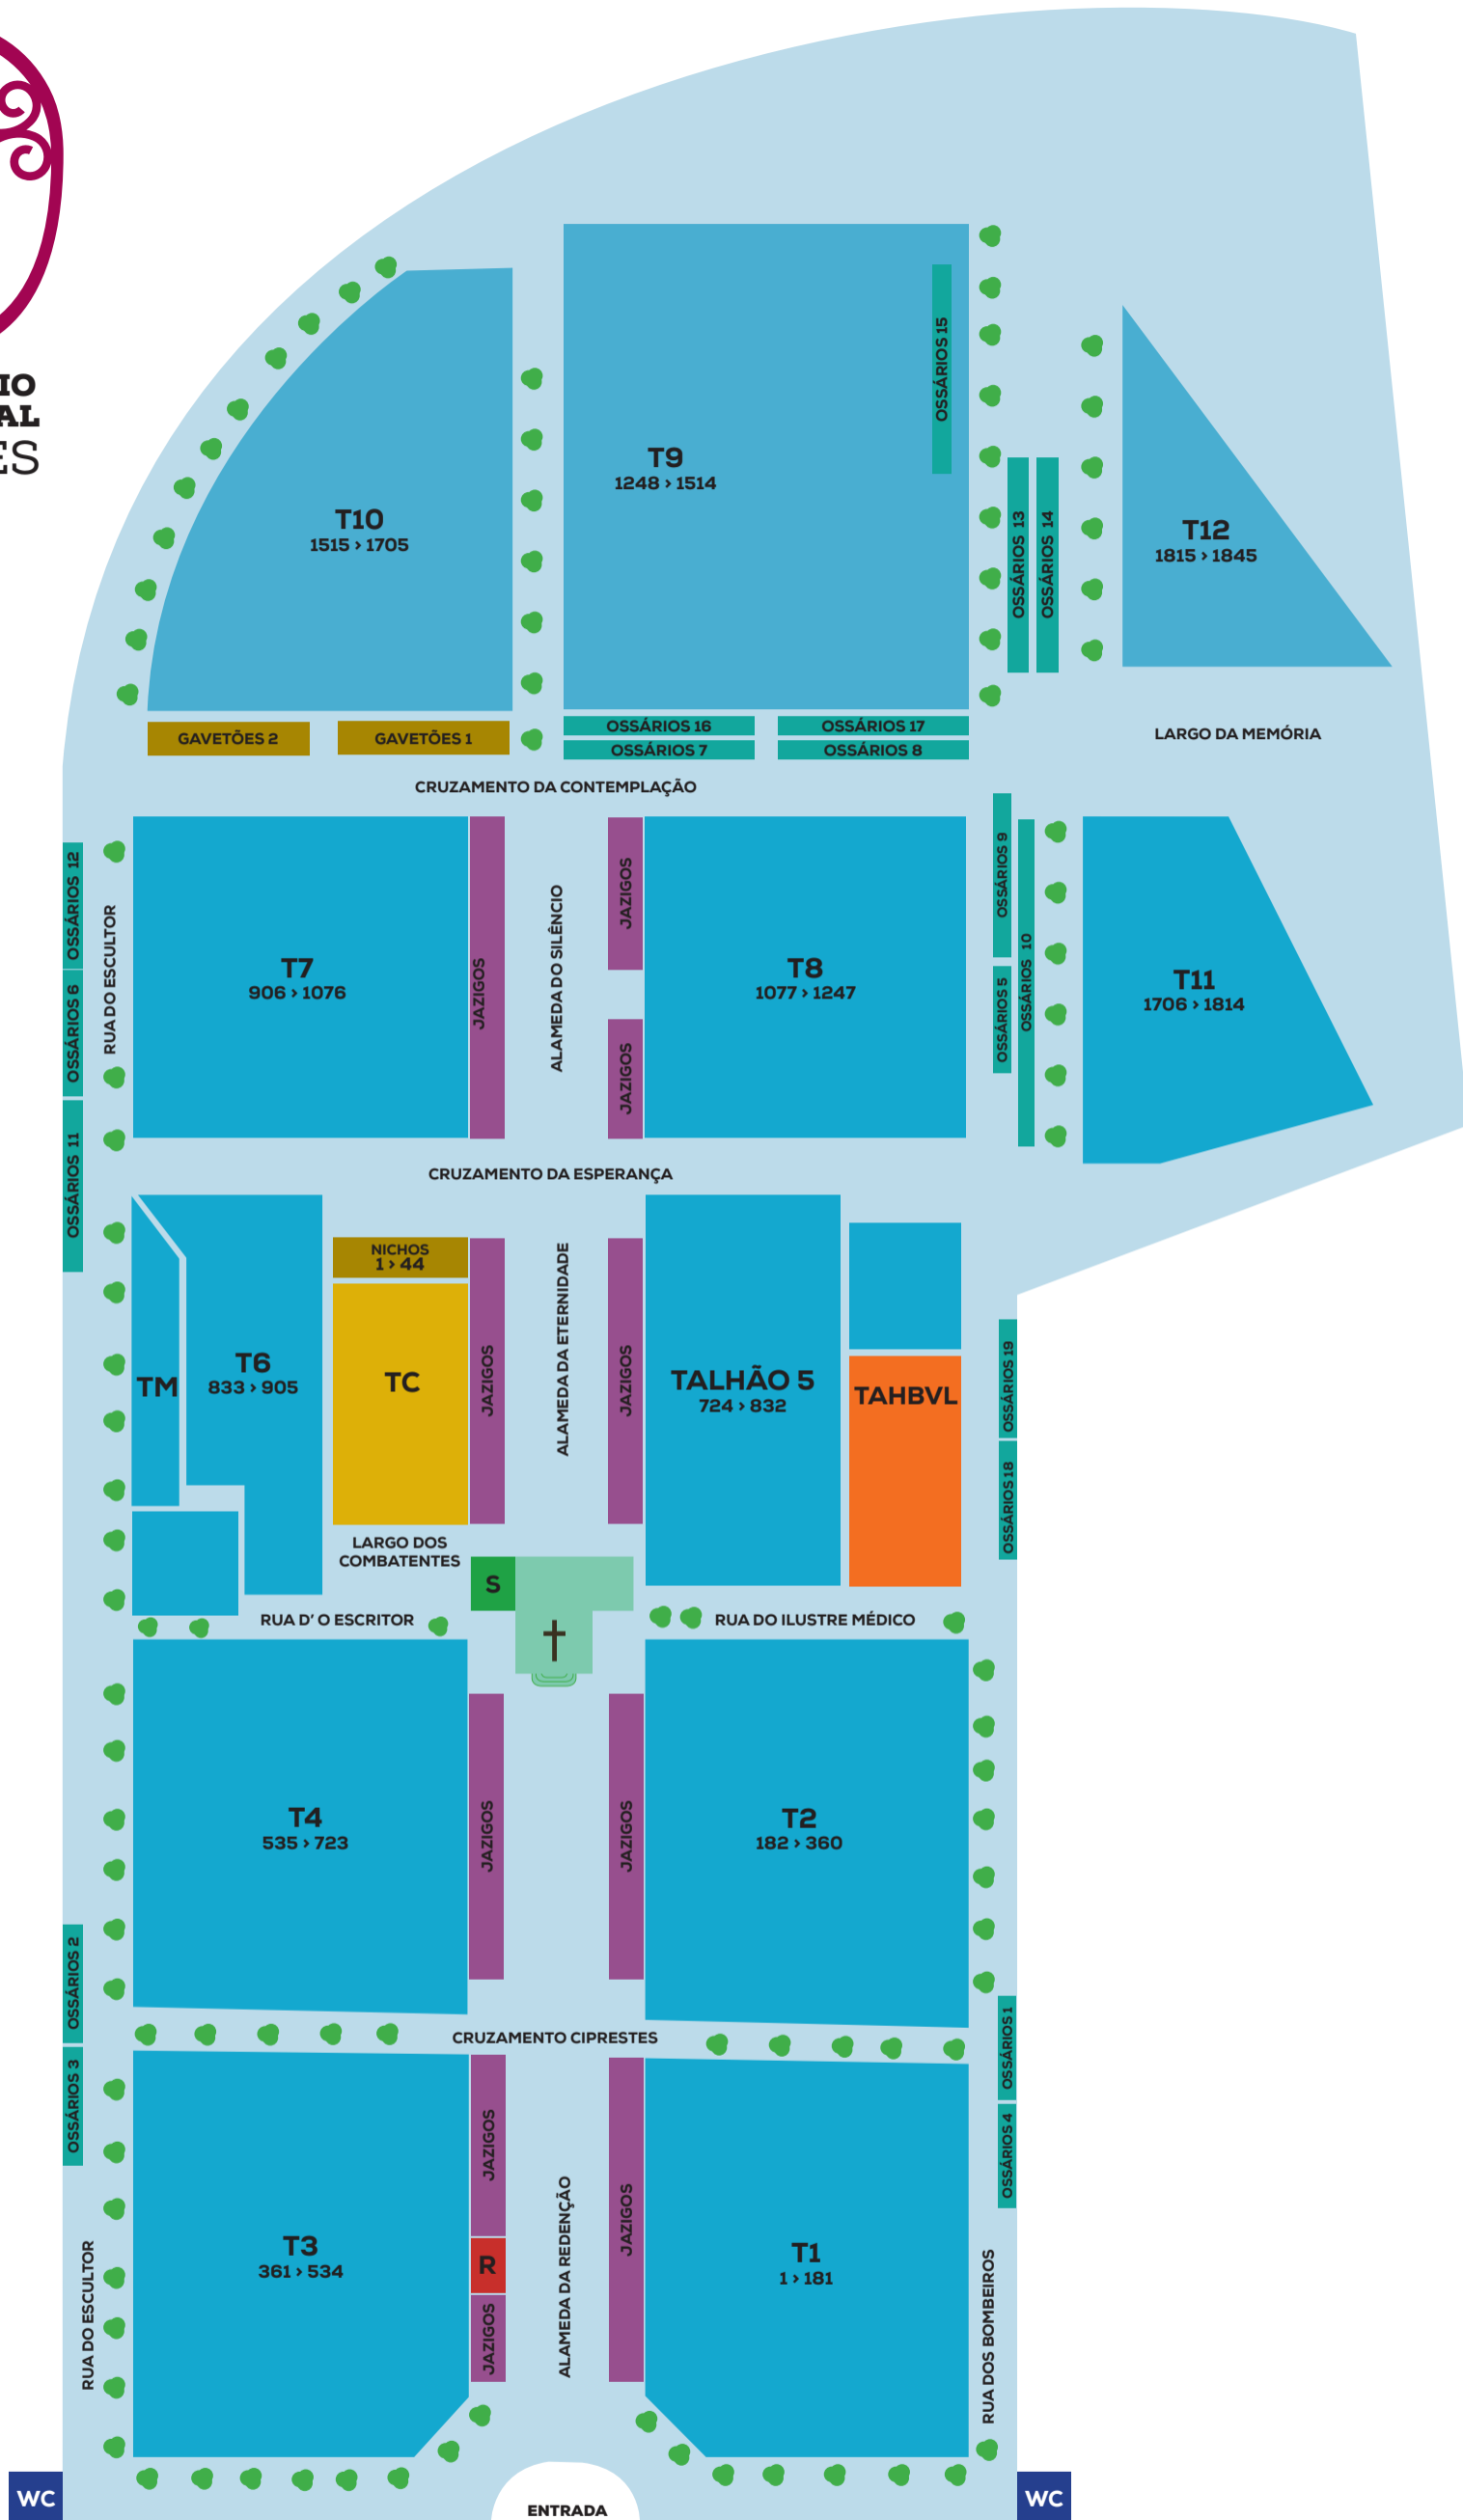 IO
AL
ES
T9
1248 > 1514
OSSÁRIOS 15
T10
1515 > 1705
OSSÁRIOS 13
OSSÁRIOS 14
T12
1815 > 1845
GAVETÕES 2
GAVETÕES 1
OSSÁRIOS 16
OSSÁRIOS 17
OSSÁRIOS 7
OSSÁRIOS 8
LARGO DA MEMÓRIA
CRUZAMENTO DA CONTEMPLAÇÃO
OSSÁRIOS 12
OSSÁRIOS 6
OSSÁRIOS 11
RUA DO ESCULTOR
T7
906 > 1076
JAZIGOS
ALAMEDA DO SILÊNCIO
JAZIGOS
JAZIGOS
T8
1077 > 1247
OSSÁRIOS 9
OSSÁRIOS 5
OSSÁRIOS 10
T11
1706 > 1814
CRUZAMENTO DA ESPERANÇA
TM
T6
833 > 905
NICHOS
1 > 44
TC
JAZIGOS
ALAMEDA DA ETERNIDADE
JAZIGOS
TALHÃO 5
724 > 832
TAHBVL
OSSÁRIOS 19
OSSÁRIOS 18
LARGO DOS
COMBATENTES
S
RUA D' O ESCRITOR
RUA DO ILUSTRE MÉDICO
T4
535 > 723
JAZIGOS
JAZIGOS
T2
182 > 360
OSSÁRIOS 2
OSSÁRIOS 3
CRUZAMENTO CIPRESTES
OSSÁRIOS 1
OSSÁRIOS 4
RUA DO ESCULTOR
T3
361 > 534
JAZIGOS
R
JAZIGOS
ALAMEDA DA REDENÇÃO
JAZIGOS
T1
1 > 181
RUA DOS BOMBEIROS
WC
ENTRADA
WC